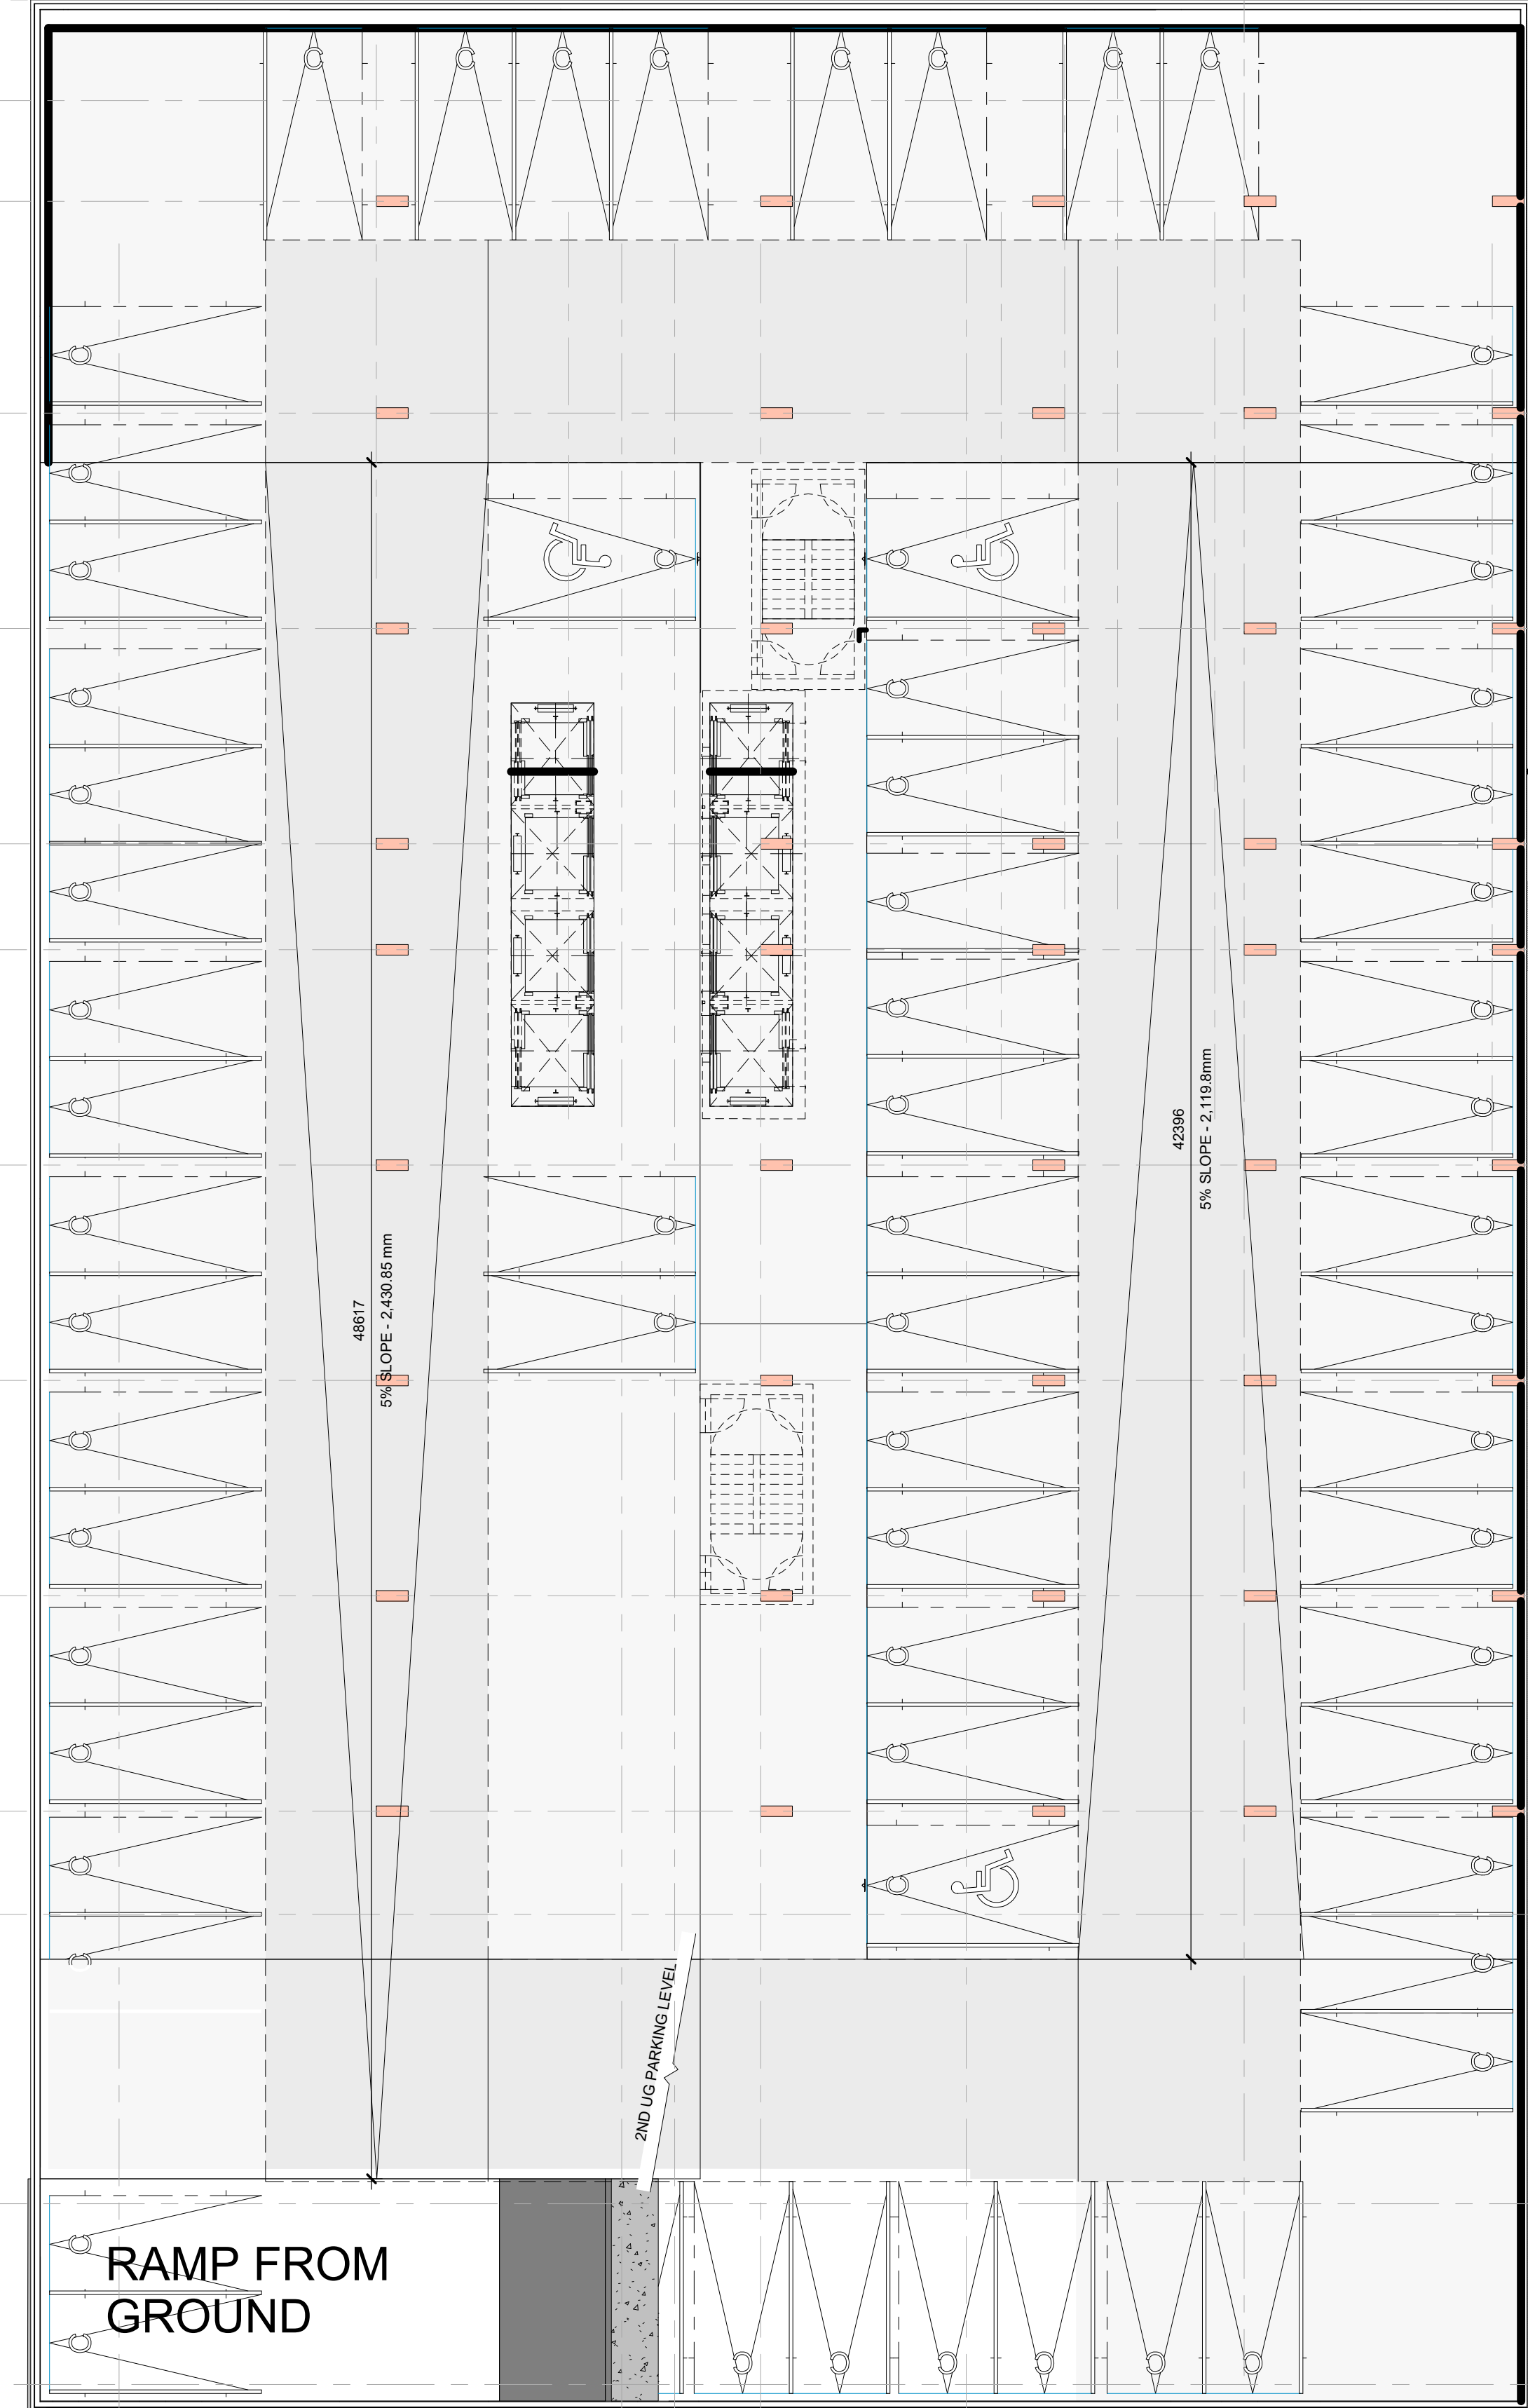 42396
5% SLOPE - 2,119.8mm
48617
5% SLOPE - 2,430.85 mm
2ND UG PARKING LEVEL
RAMP FROM
GROUND